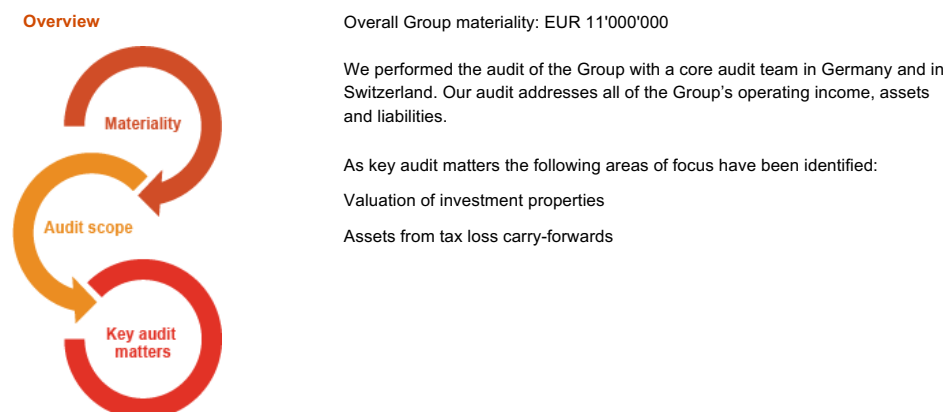 Overview
Overall Group materiality: EUR 11'000'000
We performed the audit of the Group with a core audit team in Germany and in
Switzerland. Our audit addresses all of the Group’s operating income, assets
and liabilities.
As key audit matters the following areas of focus have been identified:
Valuation of investment properties
Assets from tax loss carry-forwards
Materiality
Audit scope
Key audit
matters